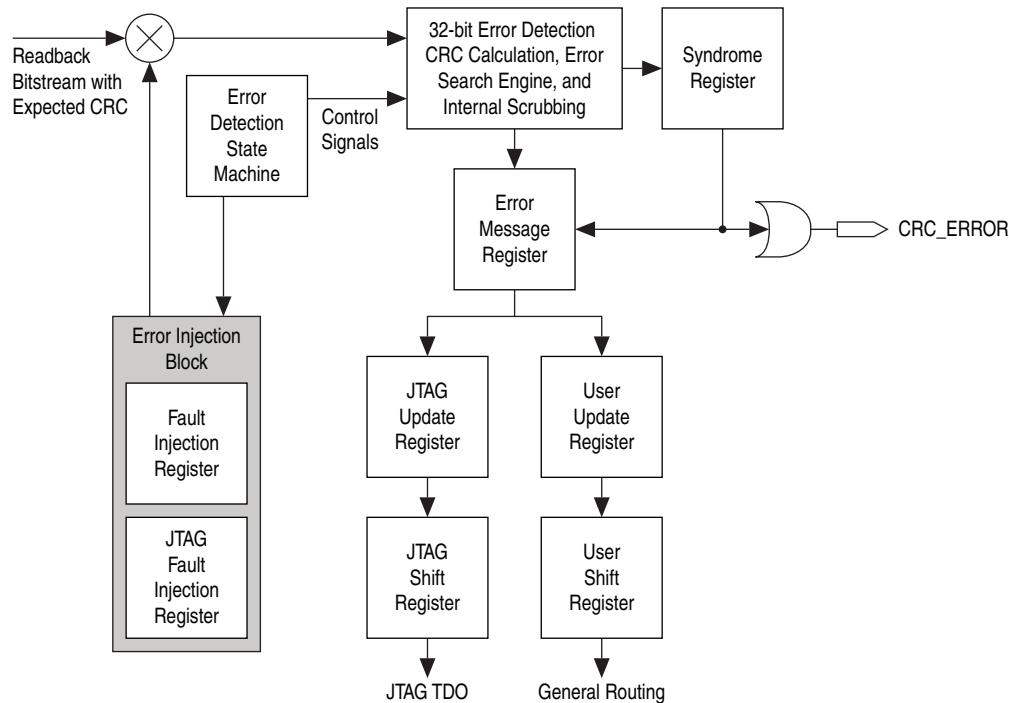 Readback
Bitstream with
Expected CRC
Error
Detection
State
Machine
Control
Signals
32-bit Error Detection
CRC Calculation, Error
Search Engine, and
Internal Scrubbing
Syndrome
Register
Error
Message
Register
CRC_ERROR
Error Injection
Block
Fault
Injection
Register
JTAG
Fault
Injection
Register
JTAG
Update
Register
User
Update
Register
JTAG
Shift
Register
User
Shift
Register
JTAG TDO
General Routing